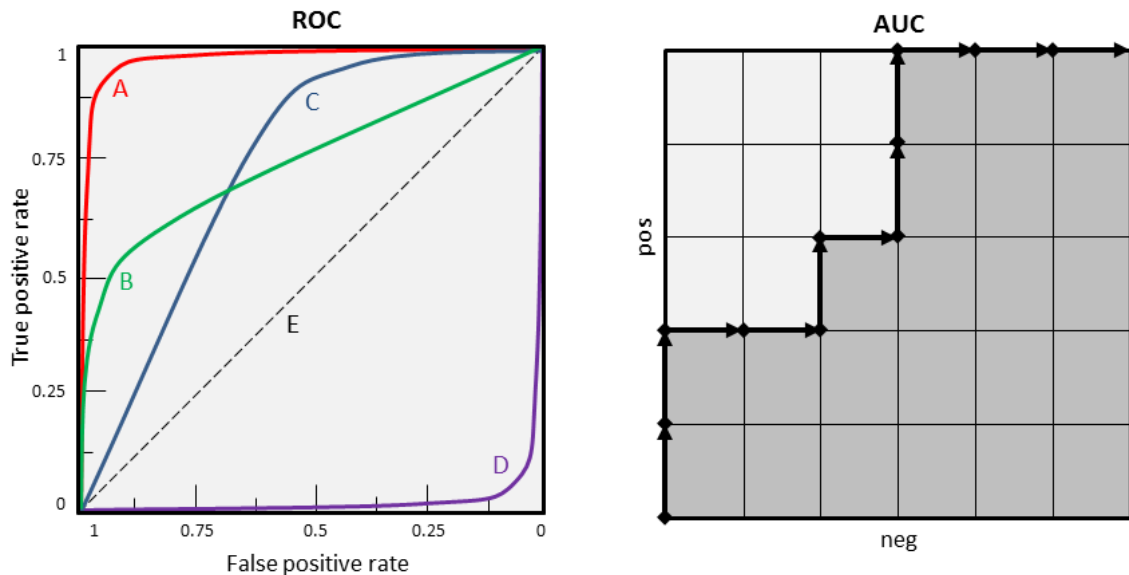 ROC
AUC
1
0.75
0.5
0.25
0
True positive rate
A
B
C
D
E
1
0.75
0.5
0.25
0
False positive rate
pos
neg